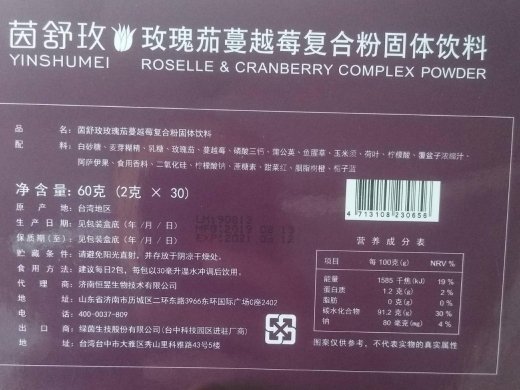 茵舒玫 玫瑰茄蔓越莓复合粉固体饮料
YINSHUMEI ROSELLE & CRANBERRY COMPLEX POWDER
品 名：茵舒玫玫瑰茄蔓越莓复合粉固体饮料
配 料：白砂糖、麦芽糊精、乳糖、玫瑰茄、蔓越莓、磷酸三钙、蒲公英、鱼腥草、玉米须、荷叶、柠檬酸、覆盆子浓缩汁、
阿萨伊果、食用香料、二氧化硅、柠檬酸钠、蔗糖素、甜菜红、胭脂树橙、栀子蓝
净 含 量：60克（2克 × 30）
原 产 地：台湾地区
生 产 日 期：见包装盒底（年 /月 / 日）
保质期(至)：见包装盒底（年 /月 / 日）
MFG 2019 08 13
EXP 2021 08 12
贮 藏 条 件：请避免阳光直射，并存放于阴凉干燥处。
食 用 方 法：建议每日2包，每包以30毫升温水冲调后饮用。
经 销 商：济南恒昱生物技术有限公司
地 址：山东省济南市历城区二环东路3966东环国际广场G座2402
电 话：400-0037-809
出 口 商：绿茵生技股份有限公司(台中科技园区进驻厂商)
地 址：台湾台中市大雅区秀山里科雅路43号5楼
4 713108 230658
营 养 成 分 表
项目 每 100克(g) NRV %
能量 1585 千焦(kJ) 19 %
蛋白质 1.2 克(g) 2 %
脂肪 0 克(g) 0 %
碳水化合物 91.2 克(g) 30 %
钠 80 毫克(mg) 4 %
图案仅供参考，不代表实物的真实属性